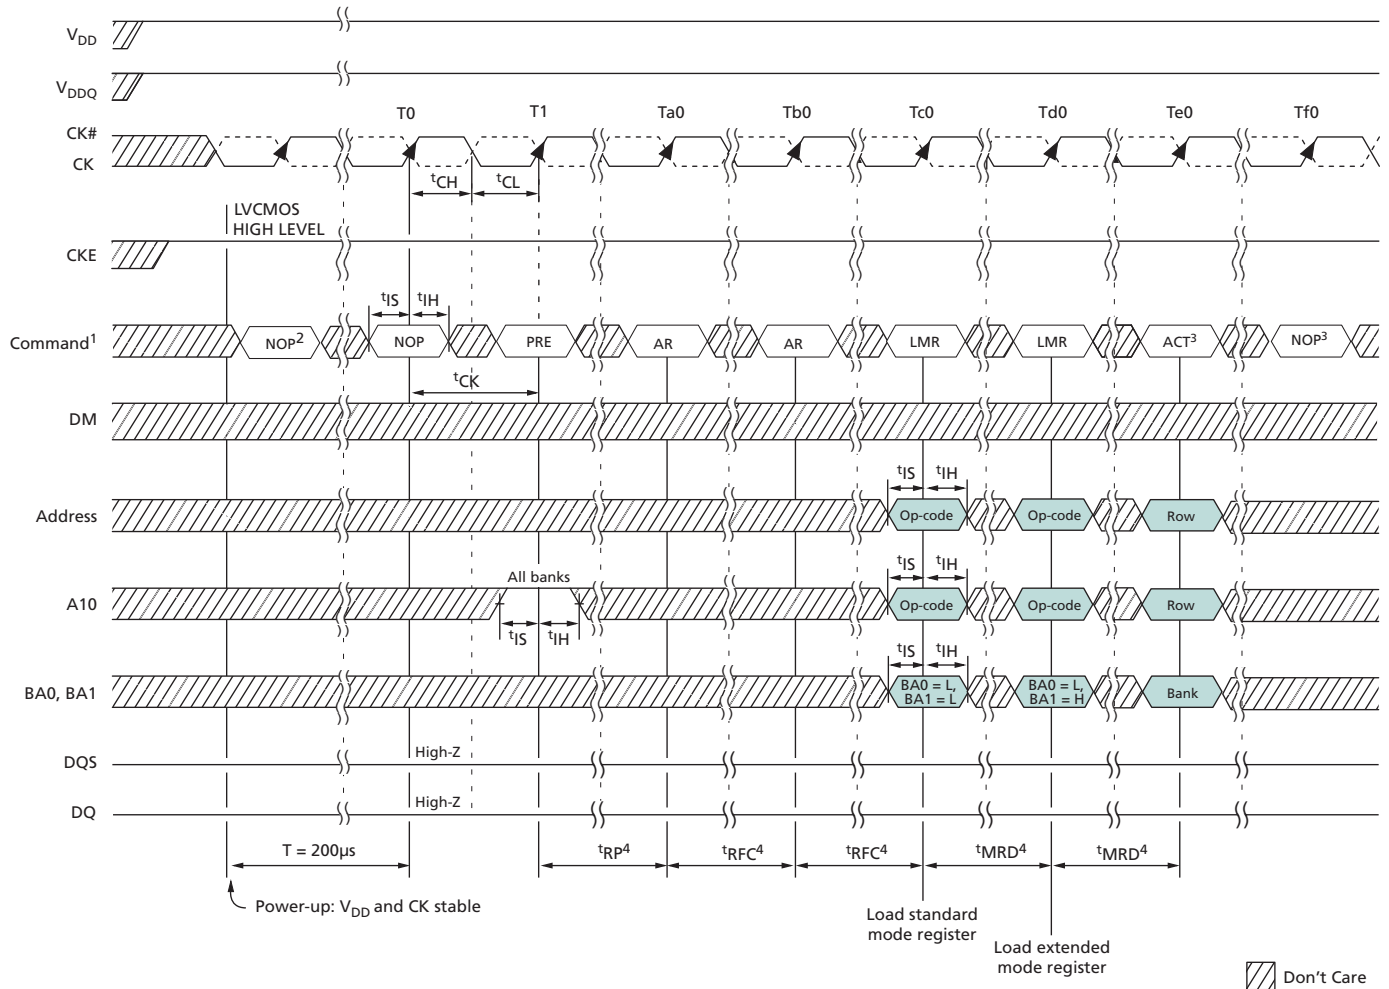 VDD
VDDQ
T0 T1 Ta0 Tb0 Tc0 Td0 Te0 Tf0
CK#
CK
tCH tCL
LVCMOS
HIGH LEVEL
CKE
tIS tIH
Command1 NOP2 NOP PRE AR AR LMR LMR ACT3 NOP3
tCK
DM
tIS tIH
Address Op-code Op-code Row
All banks tIS tIH
A10 Op-code Op-code Row
tIS tIH
tIS tIH
BA0, BA1 BA0 = L, BA1 = L BA0 = L, BA1 = H Bank
High-Z
DQS
High-Z
DQ
T = 200µs tRP4 tRFC4 tRFC4 tMRD4 tMRD4
Power-up: VDD and CK stable
Load standard
mode register
Load extended
mode register
Don't Care